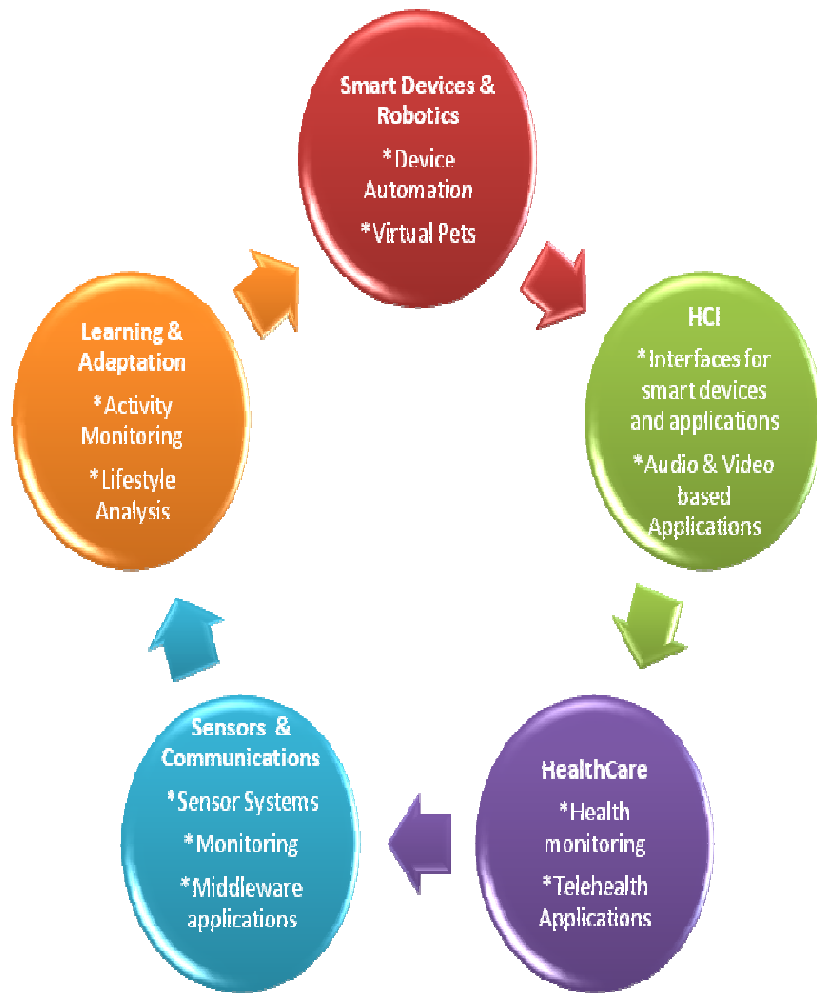 Smart Devices &
Robotics
*Device
Automation
*Virtual Pets
HCI
*Interfaces for
smart devices
and applications
*Audio & Video
based
Applications
HealthCare
*Health
monitoring
*Telehealth
Applications
Sensors &
Communications
*Sensor Systems
*Monitoring
*Middleware
applications
Learning &
Adaptation
*Activity
Monitoring
*Lifestyle
Analysis